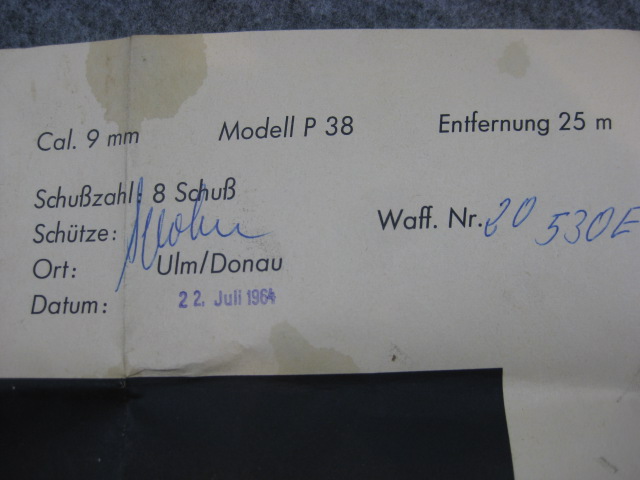 Cal. 9 mm Modell P 38 Entfernung 25 m
Schußzahl: 8 Schuß
Schütze:
Waff. Nr. 20 530E
Ort: Ulm/Donau
Datum: 22. Juli 1964